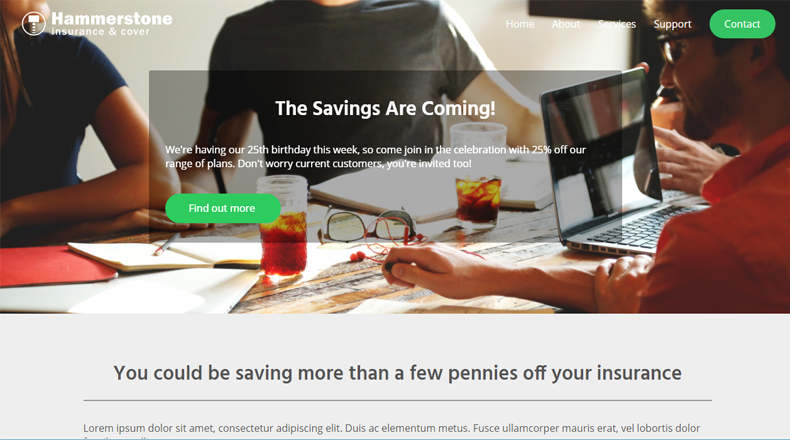 Hammerstone
insurance & cover
Home About Services Support Contact
The Savings Are Coming!
We're having our 25th birthday this week, so come join in the celebration with 25% off our
range of plans. Don't worry current customers, you're invited too!
Find out more
You could be saving more than a few pennies off your insurance
Lorem ipsum dolor sit amet, consectetur adipiscing elit. Duis ac elementum metus. Fusce ullamcorper mauris erat, vel lobortis dolor